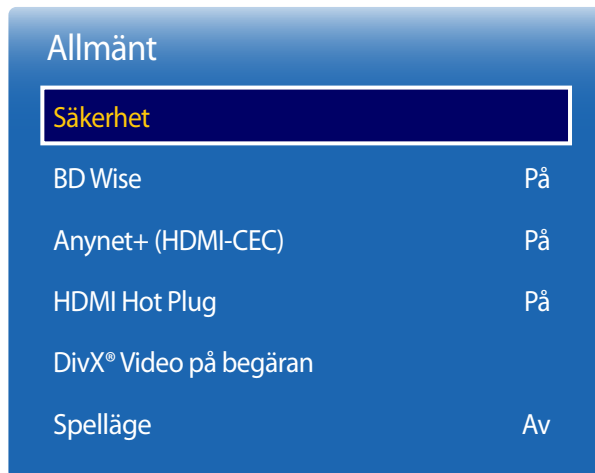 Allmänt
Säkerhet
BD Wise På
Anynet+ (HDMI-CEC) På
HDMI Hot Plug På
DivX® Video på begäran
Spelläge Av